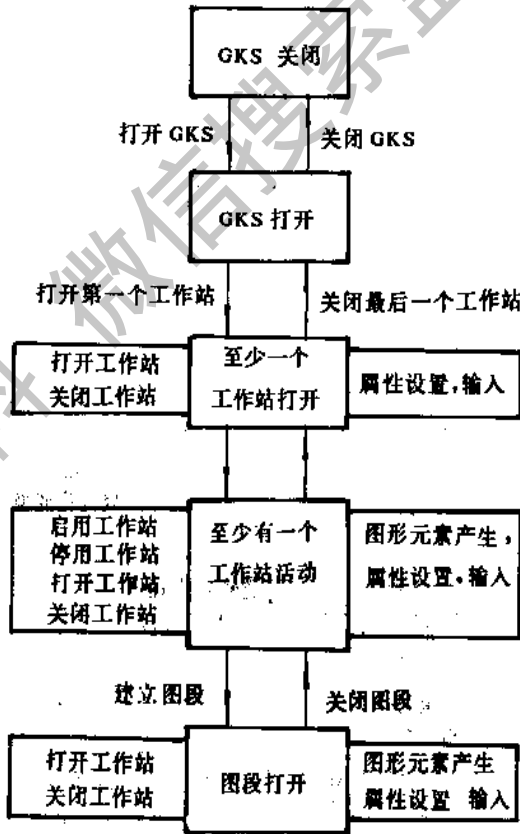 GKS 关闭
打开 GKS
关闭 GKS
GKS 打开
打开第一个工作站
关闭最后一个工作站
打开工作站
关闭工作站
至少一个
工作站打开
属性设置，输入
启用工作站
停用工作站
打开工作站
关闭工作站
至少有一个
工作站活动
图形元素产生，
属性设置，输入
建立图段
关闭图段
打开工作站
关闭工作站
图段打开
图形元素产生
属性设置 输入
微信搜索